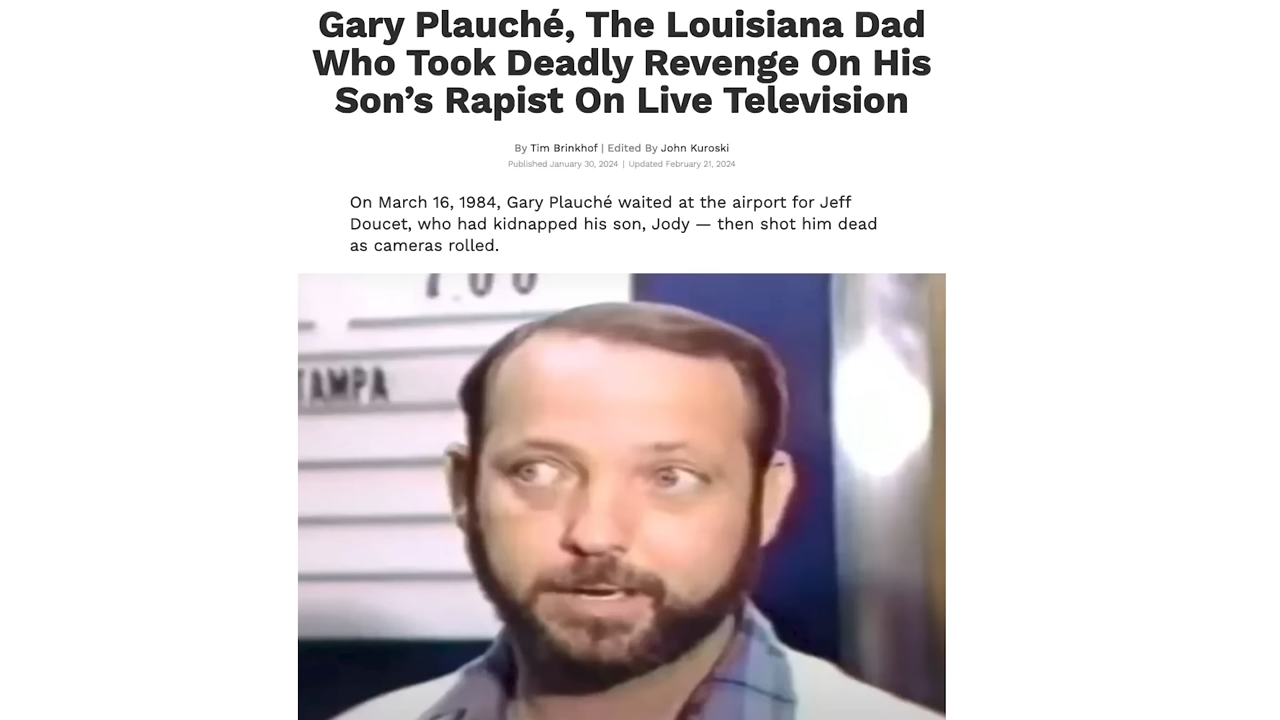 Gary Plauché, The Louisiana Dad
Who Took Deadly Revenge On His
Son’s Rapist On Live Television
By Tim Brinkhof | Edited By John Kuroski
Published January 30, 2024 | Updated February 21, 2024
On March 16, 1984, Gary Plauché waited at the airport for Jeff
Doucet, who had kidnapped his son, Jody — then shot him dead
as cameras rolled.
7:00
TAMPA